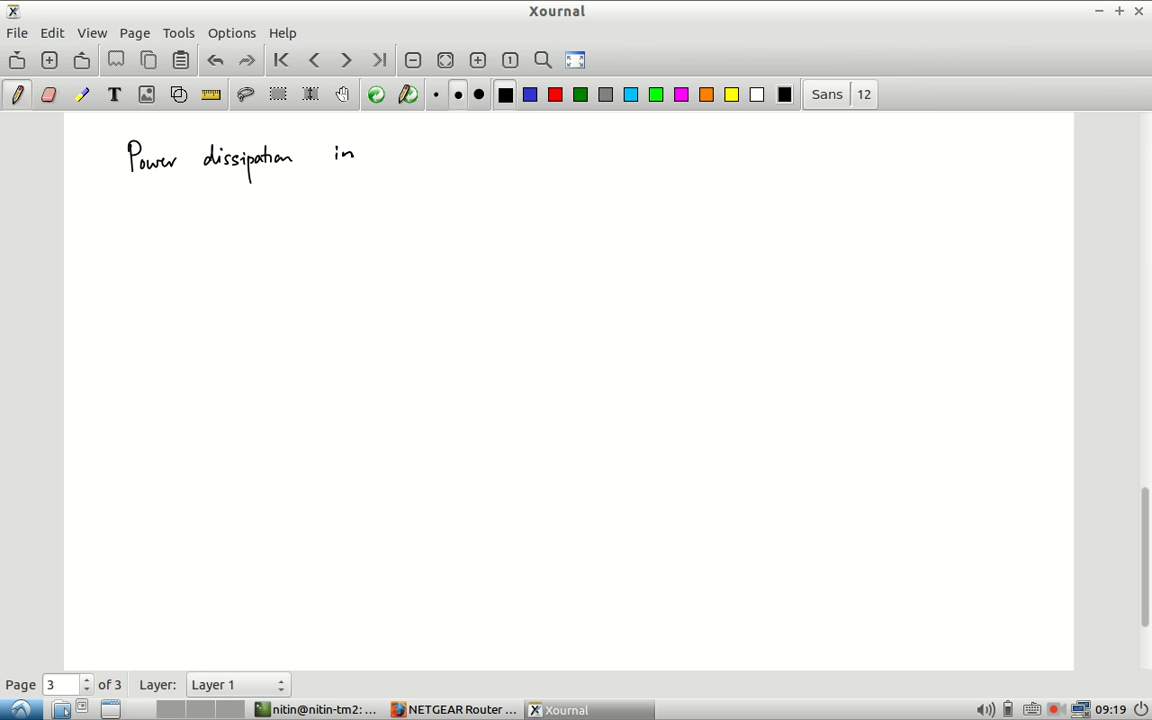 Xournal
File Edit View Page Tools Options Help
Sans 12
Power dissipation in
Page 3 of 3 Layer: Layer 1
nitin@nitin-tm2: ... NETGEAR Router ... Xournal 09:19